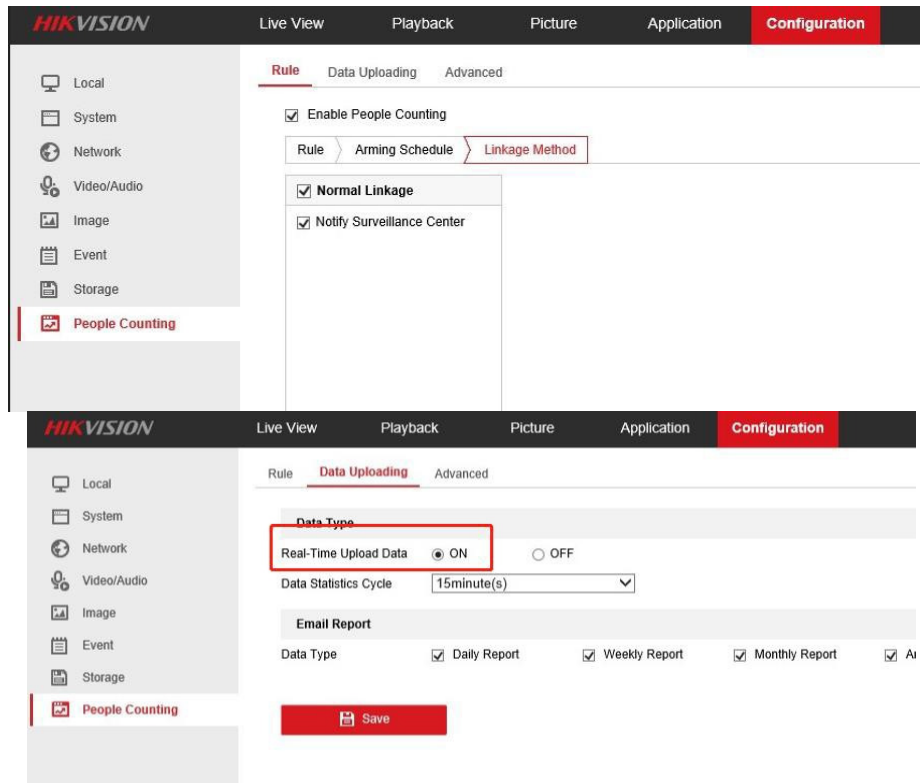 HIKVISION Live View Playback Picture Application Configuration
Rule Data Uploading Advanced
Local
Enable People Counting
System
Rule Arming Schedule Linkage Method
Network
Video/Audio
Normal Linkage
Image
Notify Surveillance Center
Event
Storage
People Counting
HIKVISION Live View Playback Picture Application Configuration
Rule Data Uploading Advanced
Local
System
Data Type
Network
Real-Time Upload Data ON OFF
Video/Audio
Data Statistics Cycle 15minute(s)
Image
Email Report
Event
Data Type Daily Report Weekly Report Monthly Report
Storage
People Counting
Save